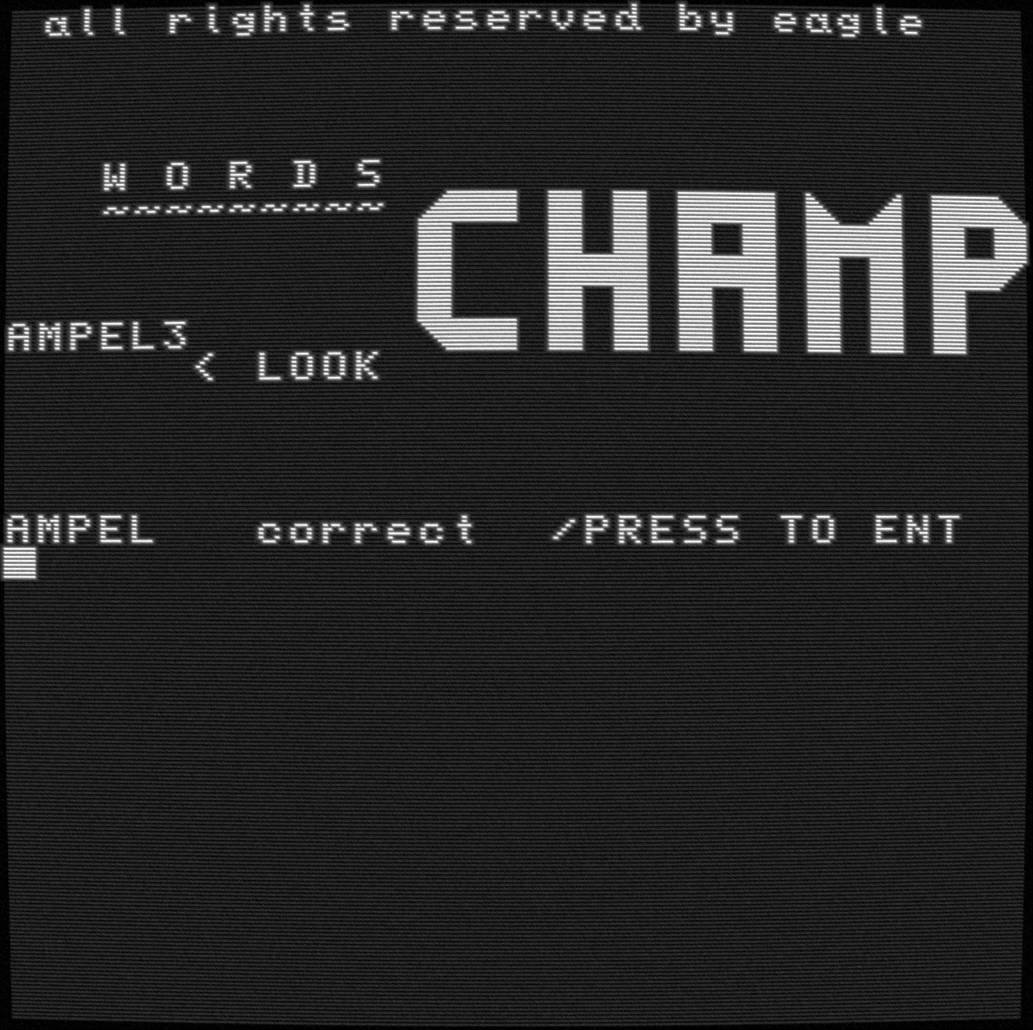 all rights reserved by eagle
W O R D S
~~~~~~~~~
CHAMP
AMPEL3
< LOOK
AMPEL correct /PRESS TO ENT